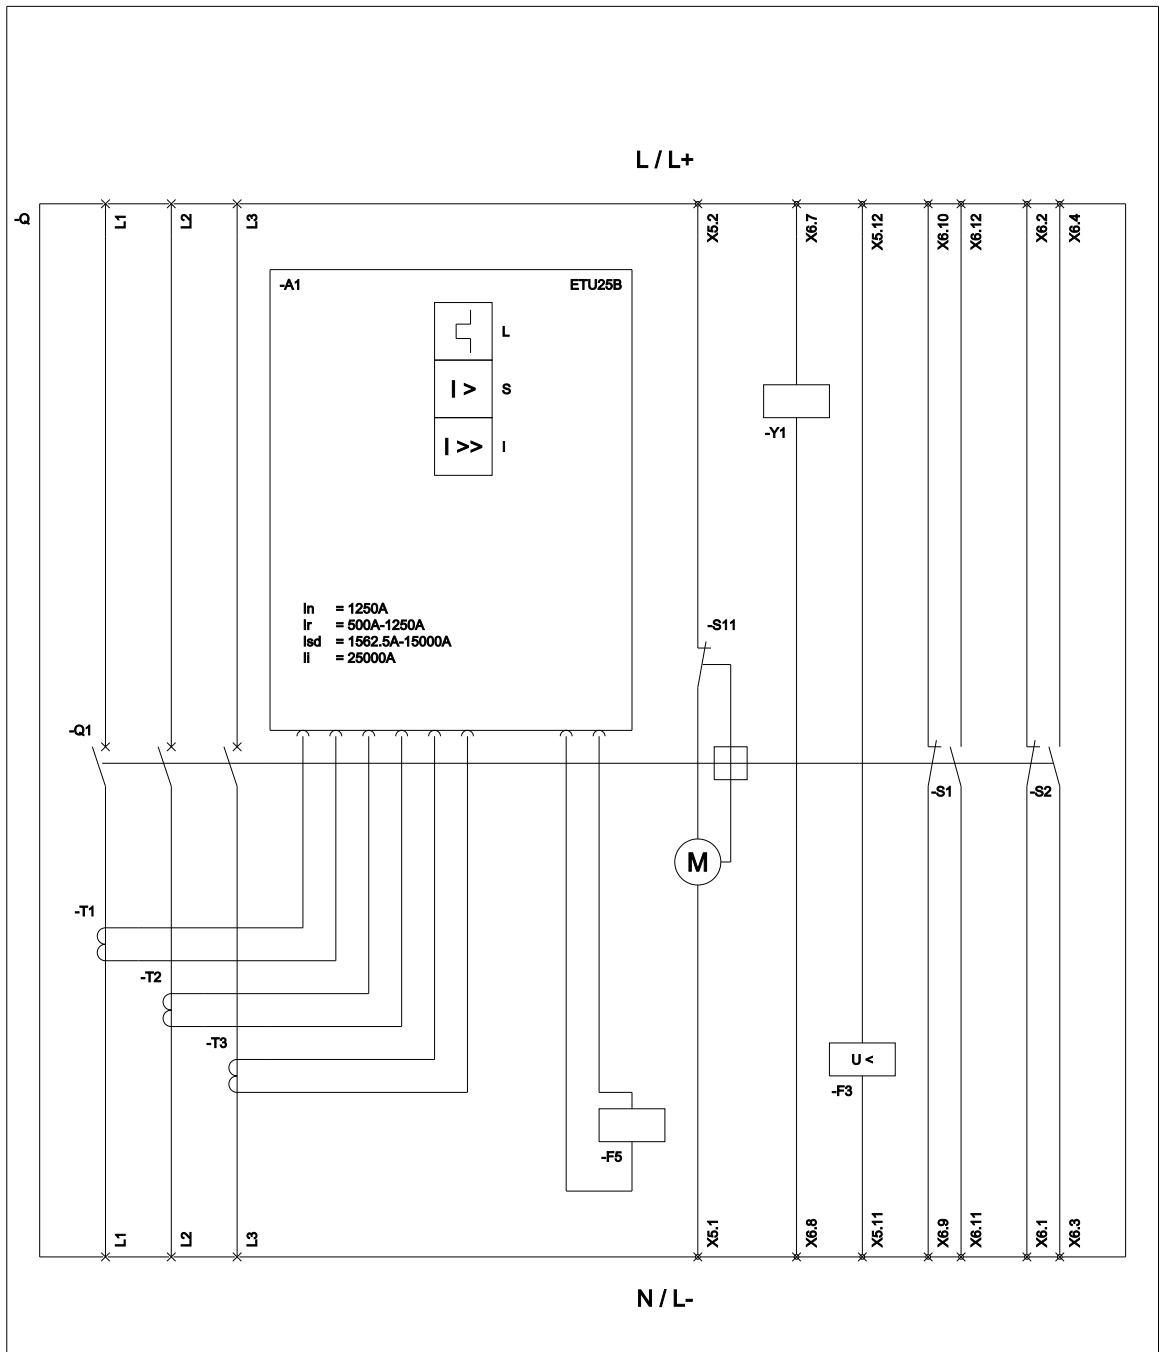 L / L+
-Q
L1
L2
L3
X5.2
X6.7
X5.12
X6.10
X6.12
X6.2
X6.4
-A1
ETU25B
L
I >
S
I >>
I
-Y1
In = 1250A
Ir = 500A-1250A
Isd = 1562.5A-15000A
Ii = 25000A
-S11
-Q1
-S1
-S2
M
-T1
-T2
-T3
U <
-F3
-F5
L1
L2
L3
X5.1
X6.8
X5.11
X6.9
X6.11
X6.1
X6.3
N / L-